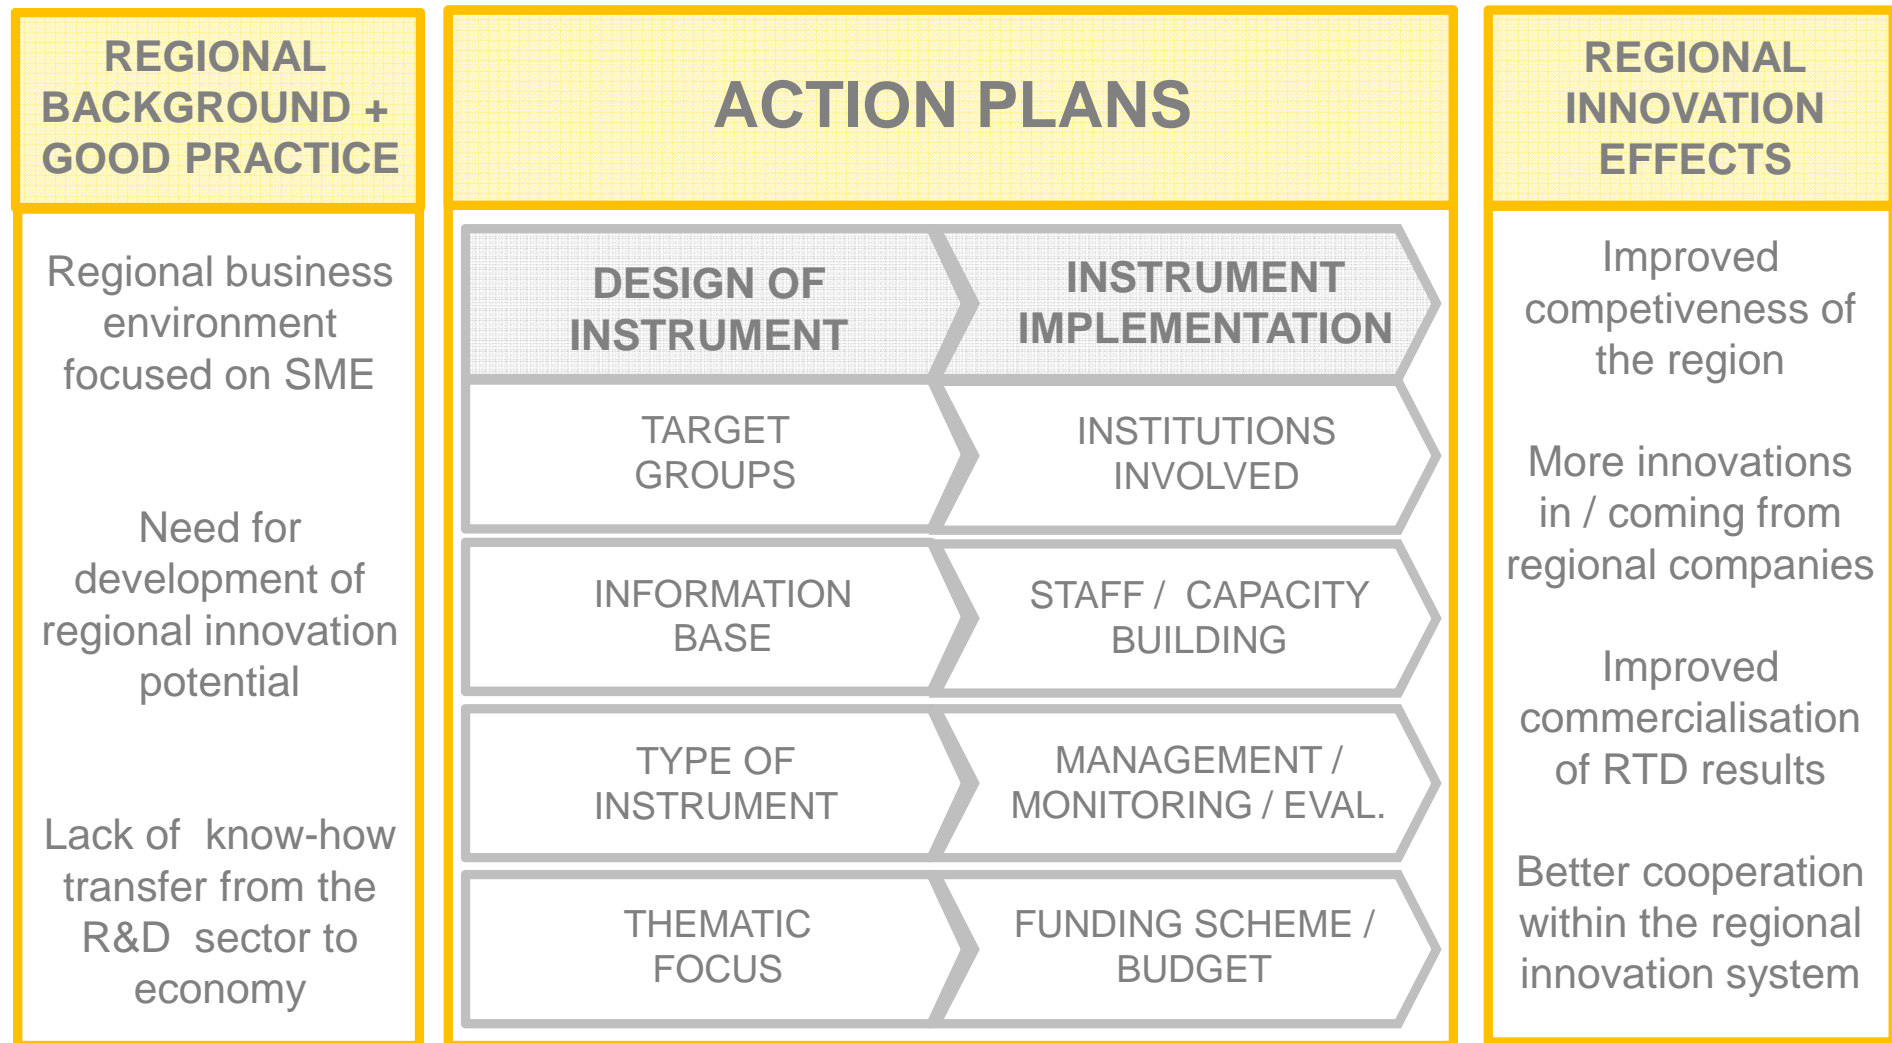 REGIONAL
BACKGROUND +
GOOD PRACTICE
Regional business
environment
focused on SME
Need for
development of
regional innovation
potential
Lack of know-how
transfer from the
R&D sector to
economy
ACTION PLANS
DESIGN OF
INSTRUMENT
INSTRUMENT
IMPLEMENTATION
TARGET
GROUPS
INSTITUTIONS
INVOLVED
INFORMATION
BASE
STAFF / CAPACITY
BUILDING
TYPE OF
INSTRUMENT
MANAGEMENT /
MONITORING / EVAL.
THEMATIC
FOCUS
FUNDING SCHEME /
BUDGET
REGIONAL
INNOVATION
EFFECTS
Improved
competiveness of
the region
More innovations
in / coming from
regional companies
Improved
commercialisation
of RTD results
Better cooperation
within the regional
innovation system